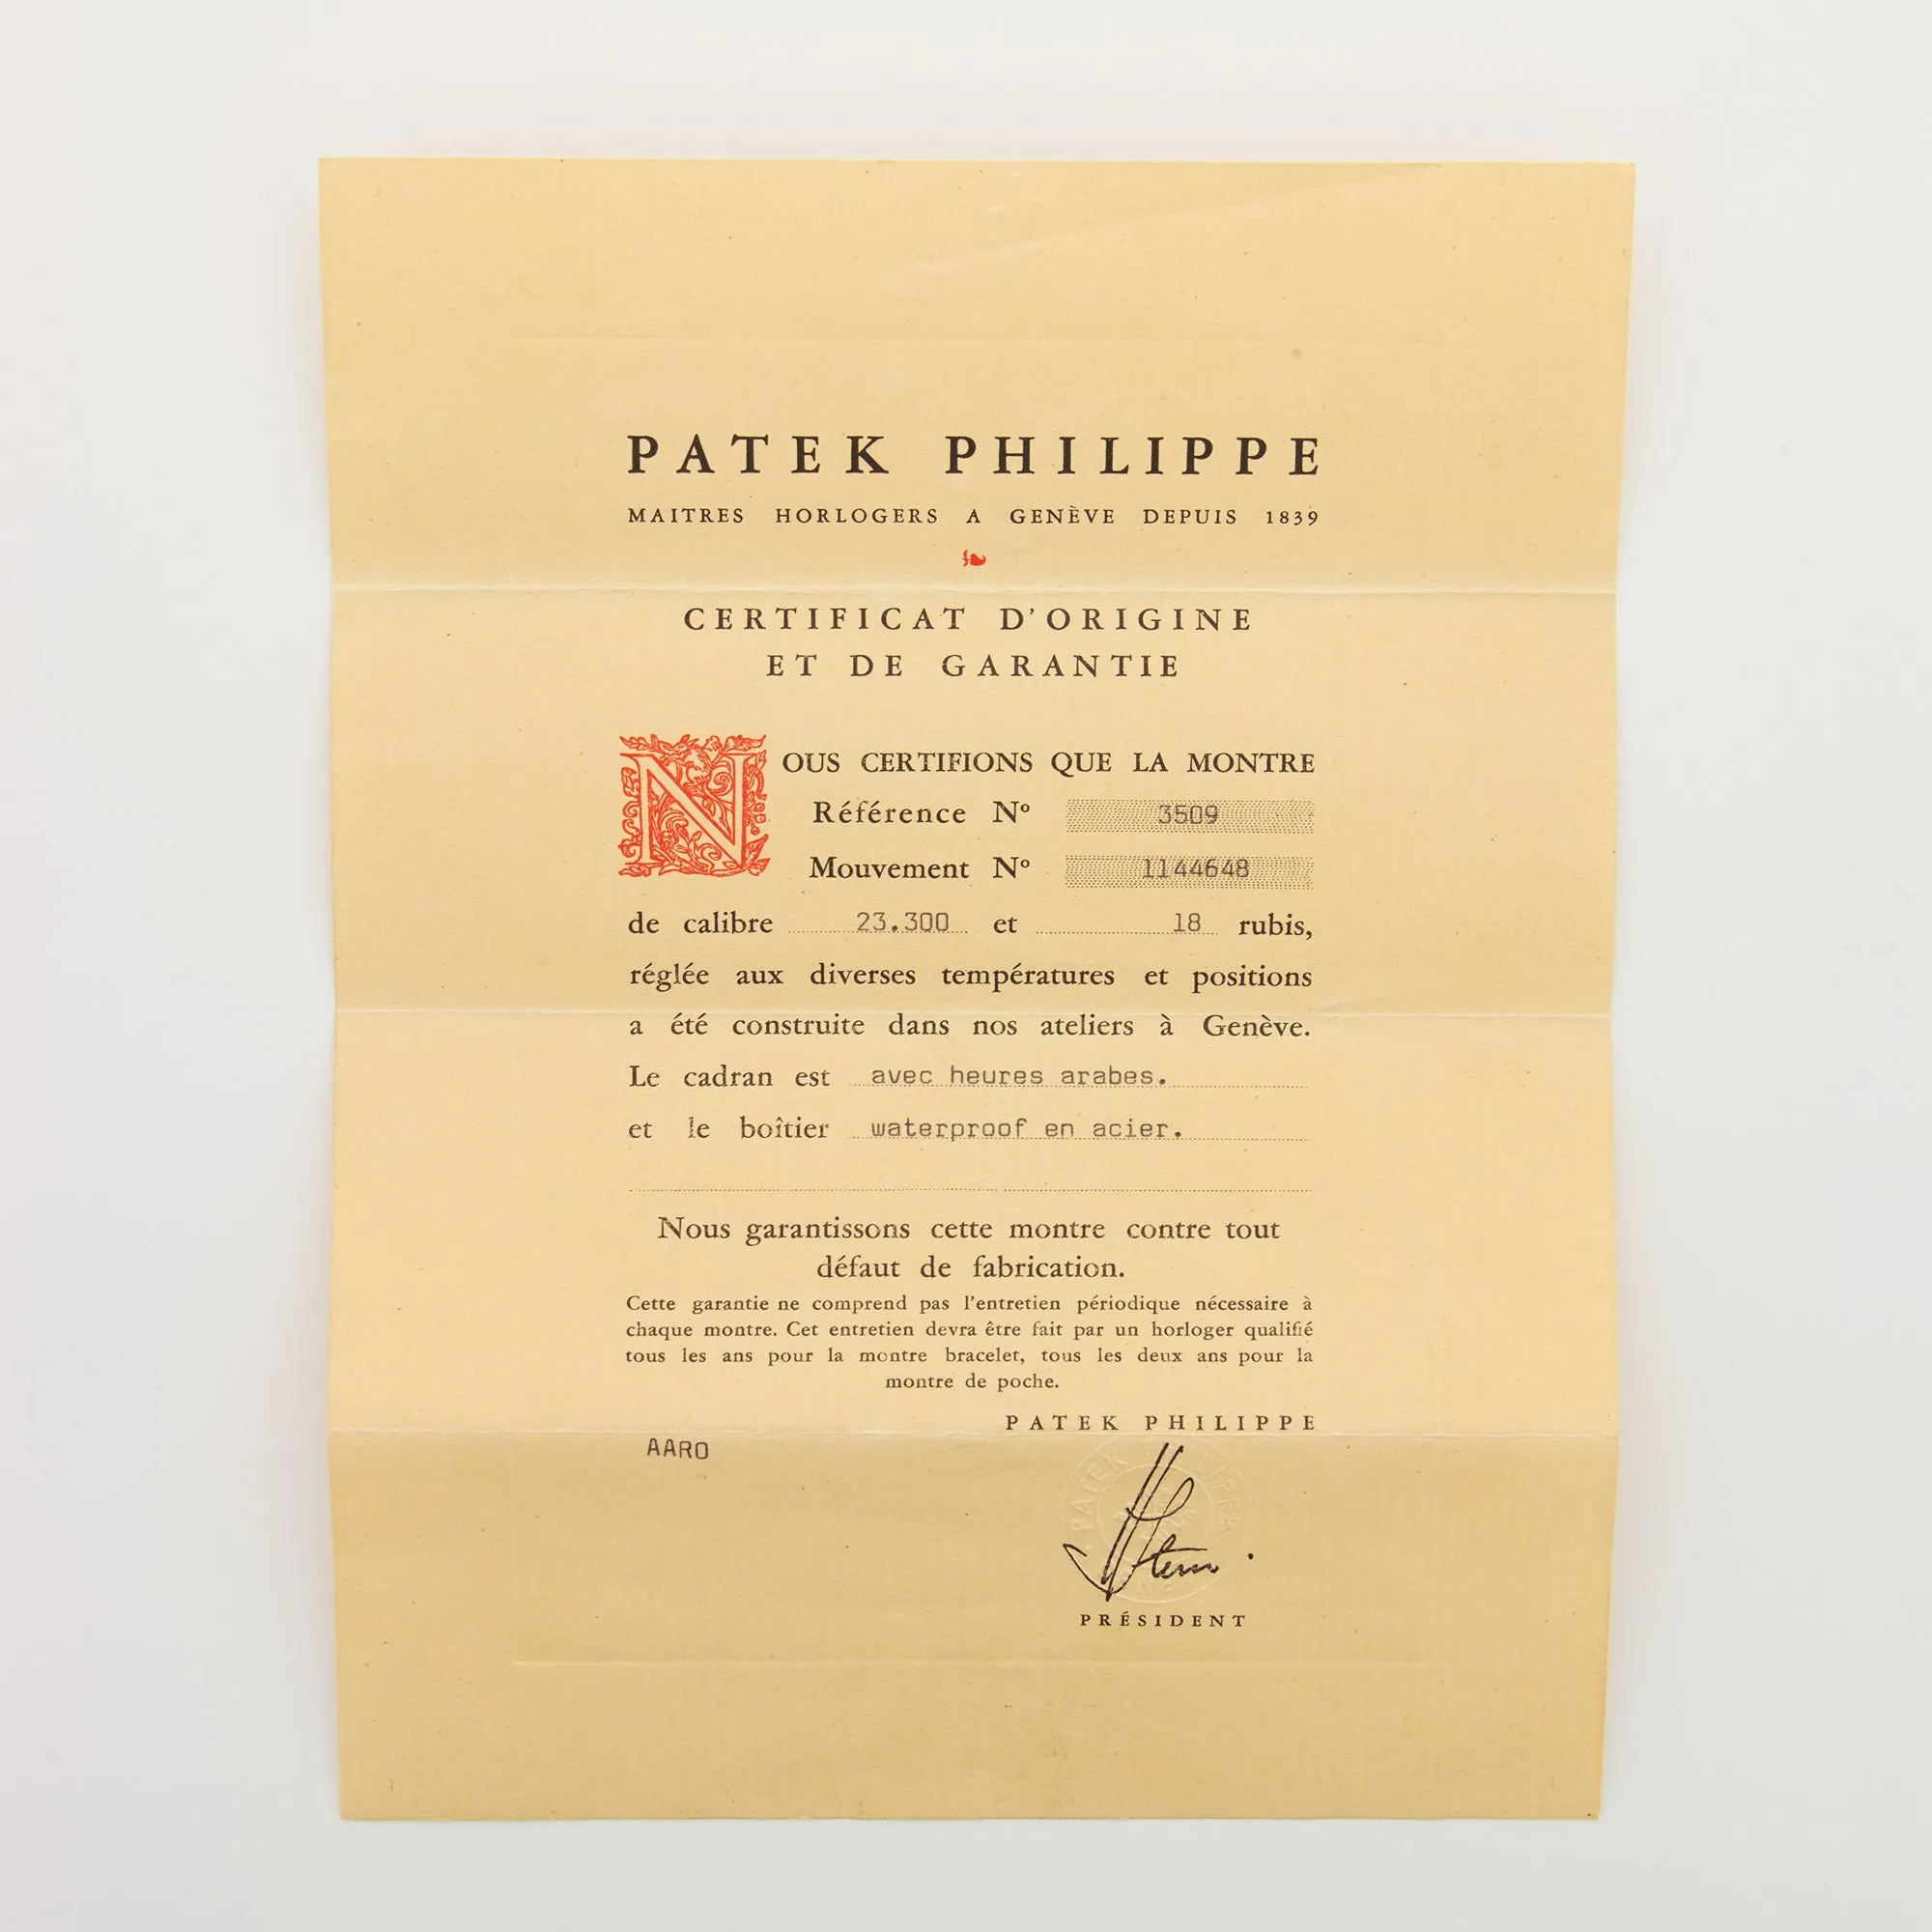 PATEK PHILIPPE
MAITRES HORLOGERS A GENÈVE DEPUIS 1839
CERTIFICAT D'ORIGINE
ET DE GARANTIE
NOUS CERTIFIONS QUE LA MONTRE
Référence Nº 3509
Mouvement Nº 1144648
de calibre 23.300 et 18 rubis,
réglée aux diverses températures et positions
a été construite dans nos ateliers à Genève.
Le cadran est avec heures arabes.
et le boîtier waterproof en acier.
Nous garantissons cette montre contre tout
défaut de fabrication.
Cette garantie ne comprend pas l'entretien périodique nécessaire à
chaque montre. Cet entretien devra être fait par un horloger qualifié
tous les ans pour la montre bracelet, tous les deux ans pour la
montre de poche.
PATEK PHILIPPE
AARO
PATEK PHILIPPE
HStern.
PRÉSIDENT